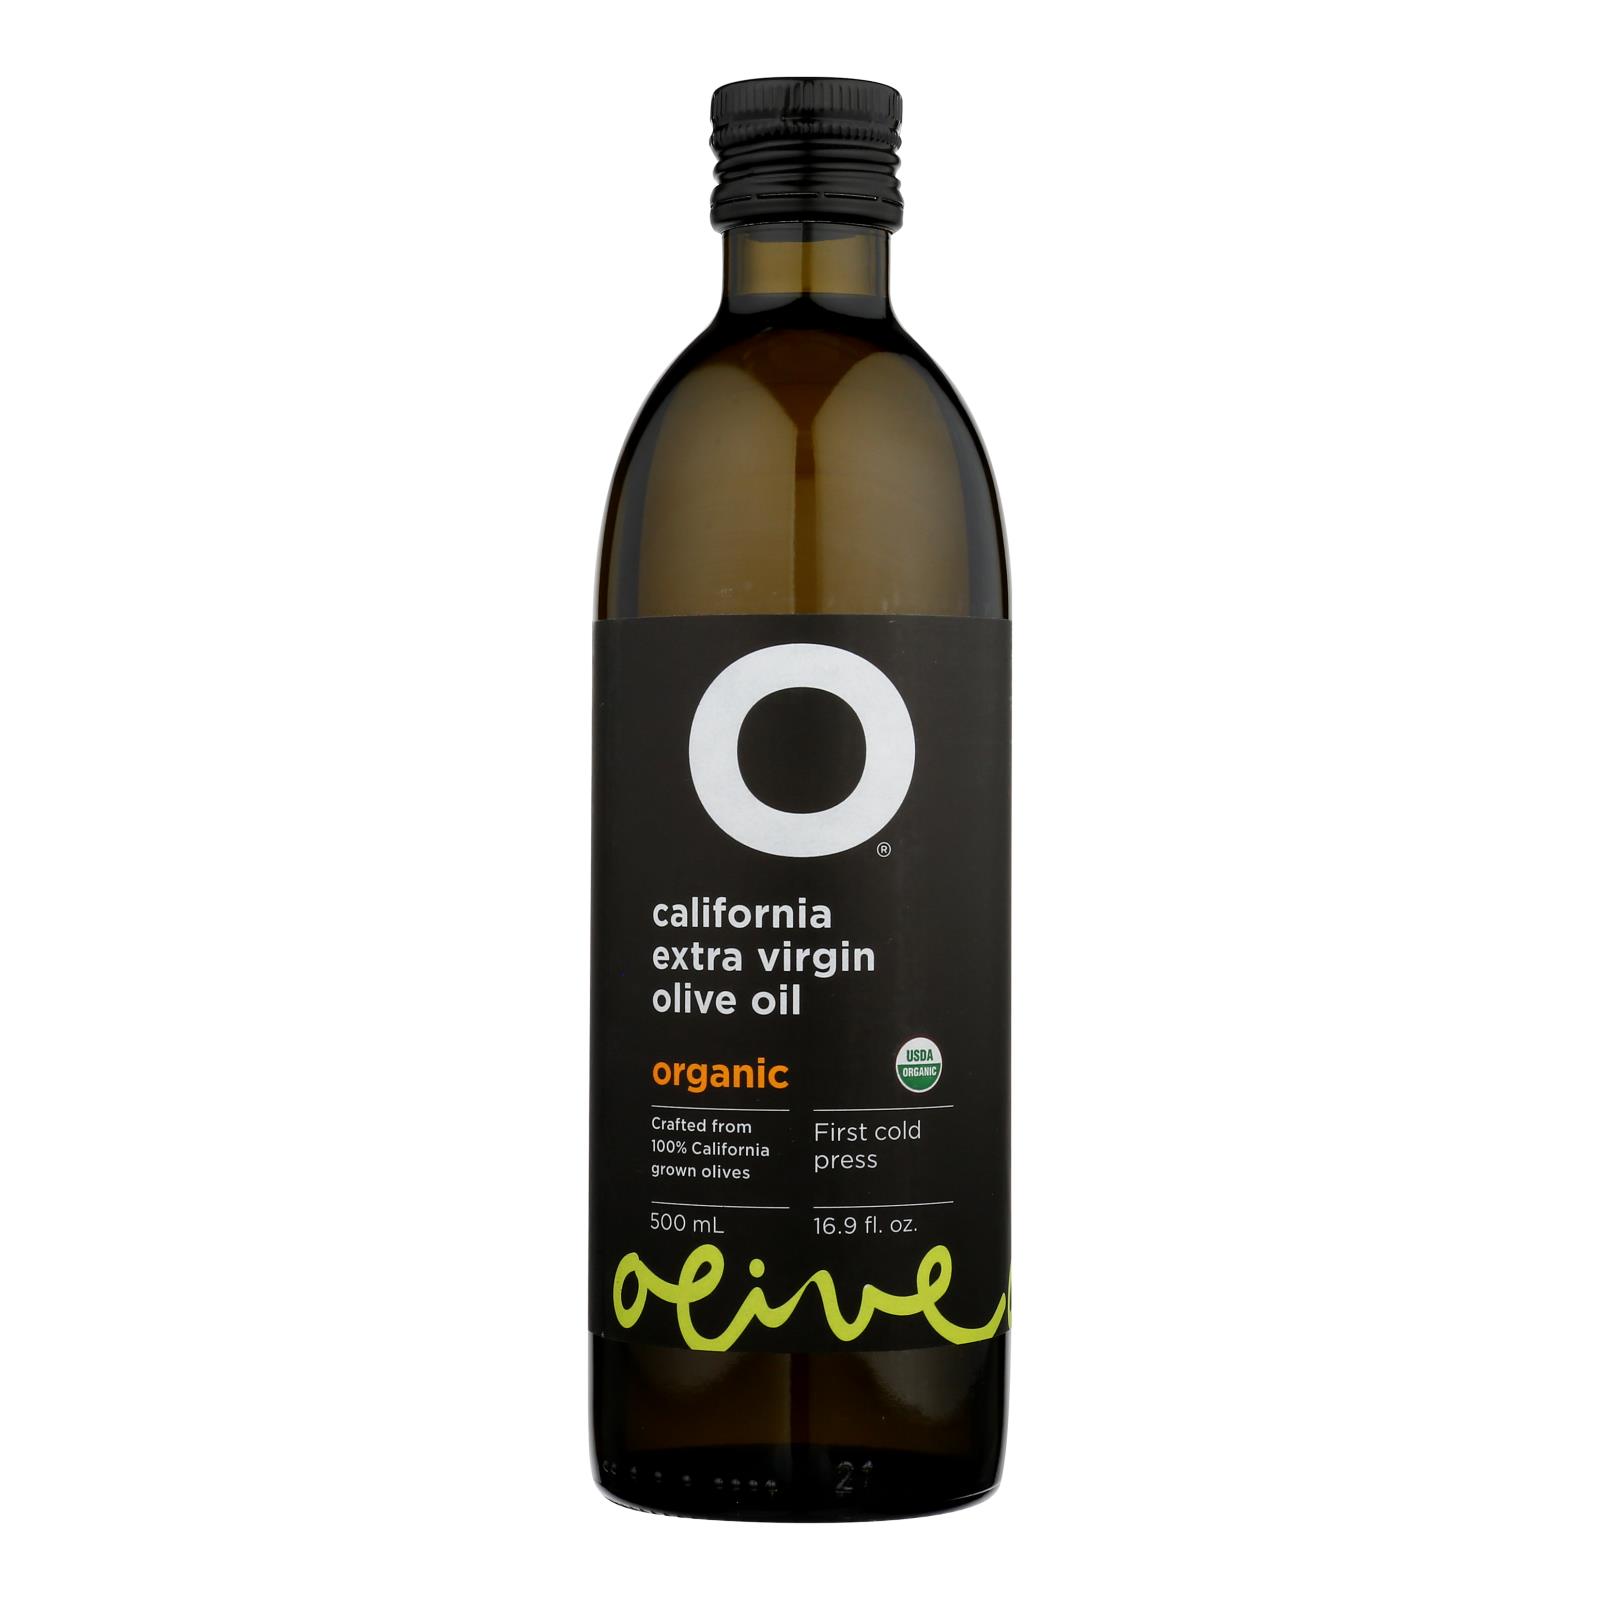 O
®
california
extra virgin
olive oil
organic
USDA
ORGANIC
Crafted from
100% California
grown olives
First cold
press
500 mL
16.9 fl. oz.
olive
21